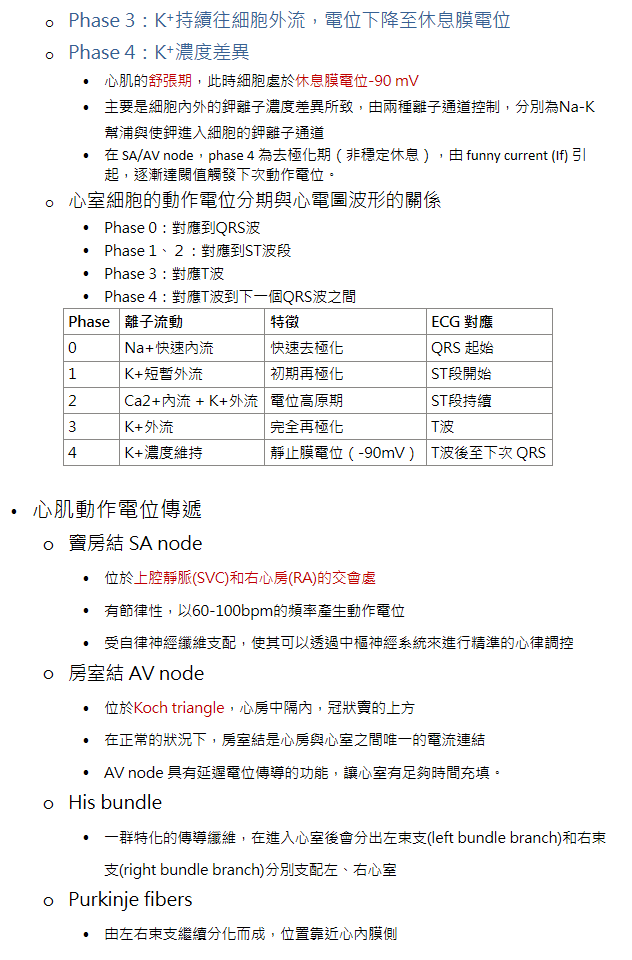 Phase 3：K⁺持續往細胞外流，電位下降至休息膜電位
Phase 4：K⁺濃度差異
心肌的舒張期，此時細胞處於休息膜電位-90 mV
主要是細胞內外的鉀離子濃度差異所致，由兩種離子通道控制，分別為Na-K
幫浦與使鉀進入細胞的鉀離子通道
在 SA/AV node，phase 4 為去極化期（非穩定休息），由 funny current (If) 引
起，逐漸達閾值觸發下次動作電位。
心室細胞的動作電位分期與心電圖波形的關係
Phase 0：對應到QRS波
Phase 1、２：對應到ST波段
Phase 3：對應T波
Phase 4：對應T波到下一個QRS波之間
Phase 離子流動 特徵 ECG 對應
0 Na+快速內流 快速去極化 QRS 起始
1 K+短暫外流 初期再極化 ST段開始
2 Ca2+內流 + K+外流 電位高原期 ST段持續
3 K+外流 完全再極化 T波
4 K+濃度維持 靜止膜電位（-90mV） T波後至下次 QRS
心肌動作電位傳遞
竇房結 SA node
位於上腔靜脈(SVC)和右心房(RA)的交會處
有節律性，以60-100bpm的頻率產生動作電位
受自律神經纖維支配，使其可以透過中樞神經系統來進行精準的心律調控
房室結 AV node
位於Koch triangle，心房中隔內，冠狀竇的上方
在正常的狀況下，房室結是心房與心室之間唯一的電流連結
AV node 具有延遲電位傳導的功能，讓心室有足夠時間充填。
His bundle
一群特化的傳導纖維，在進入心室後會分出左束支(left bundle branch)和右束
支(right bundle branch)分別支配左、右心室
Purkinje fibers
由左右束支繼續分化而成，位置靠近心內膜側